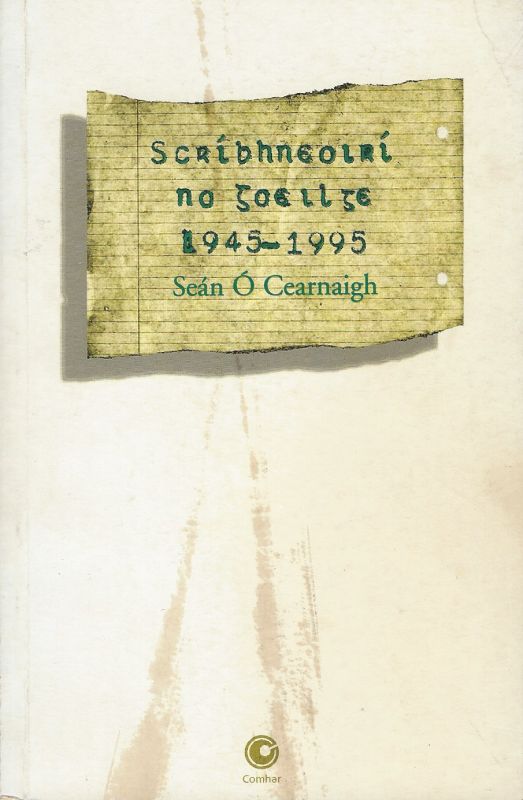 Scríbhneoirí
na Gaeilge
1945-1995
Seán Ó Cearnaigh
Comhar